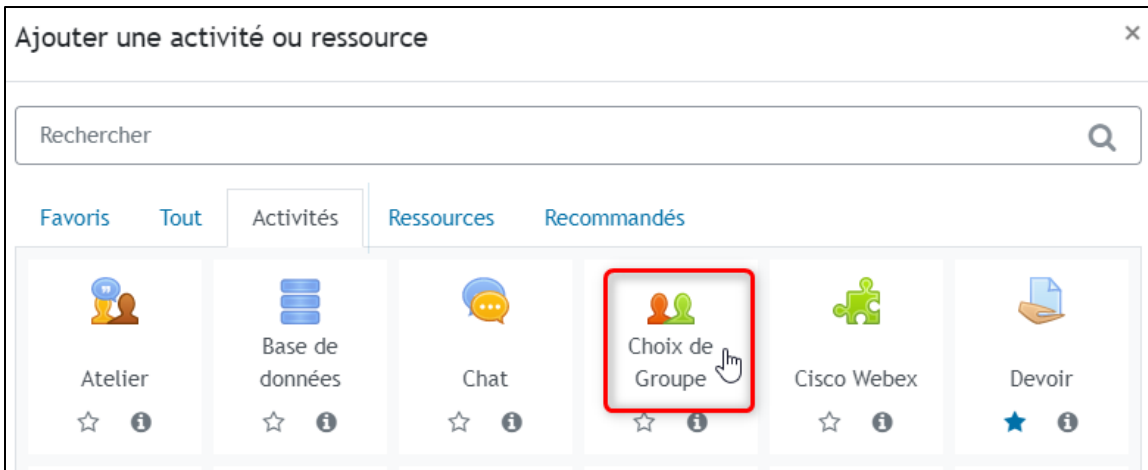 Ajouter une activité ou ressource
Rechercher
Favoris Tout Activités Ressources Recommandés
Atelier
Base de
données
Chat
Choix de
Groupe
Cisco Webex
Devoir